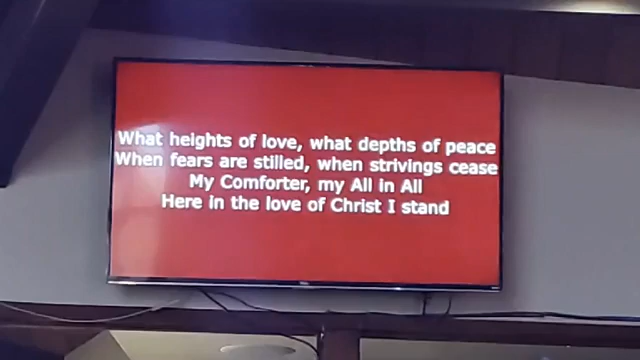 What heights of love, what depths of peace
When fears are stilled, when strivings cease
My Comforter, my All in All
Here in the love of Christ I stand